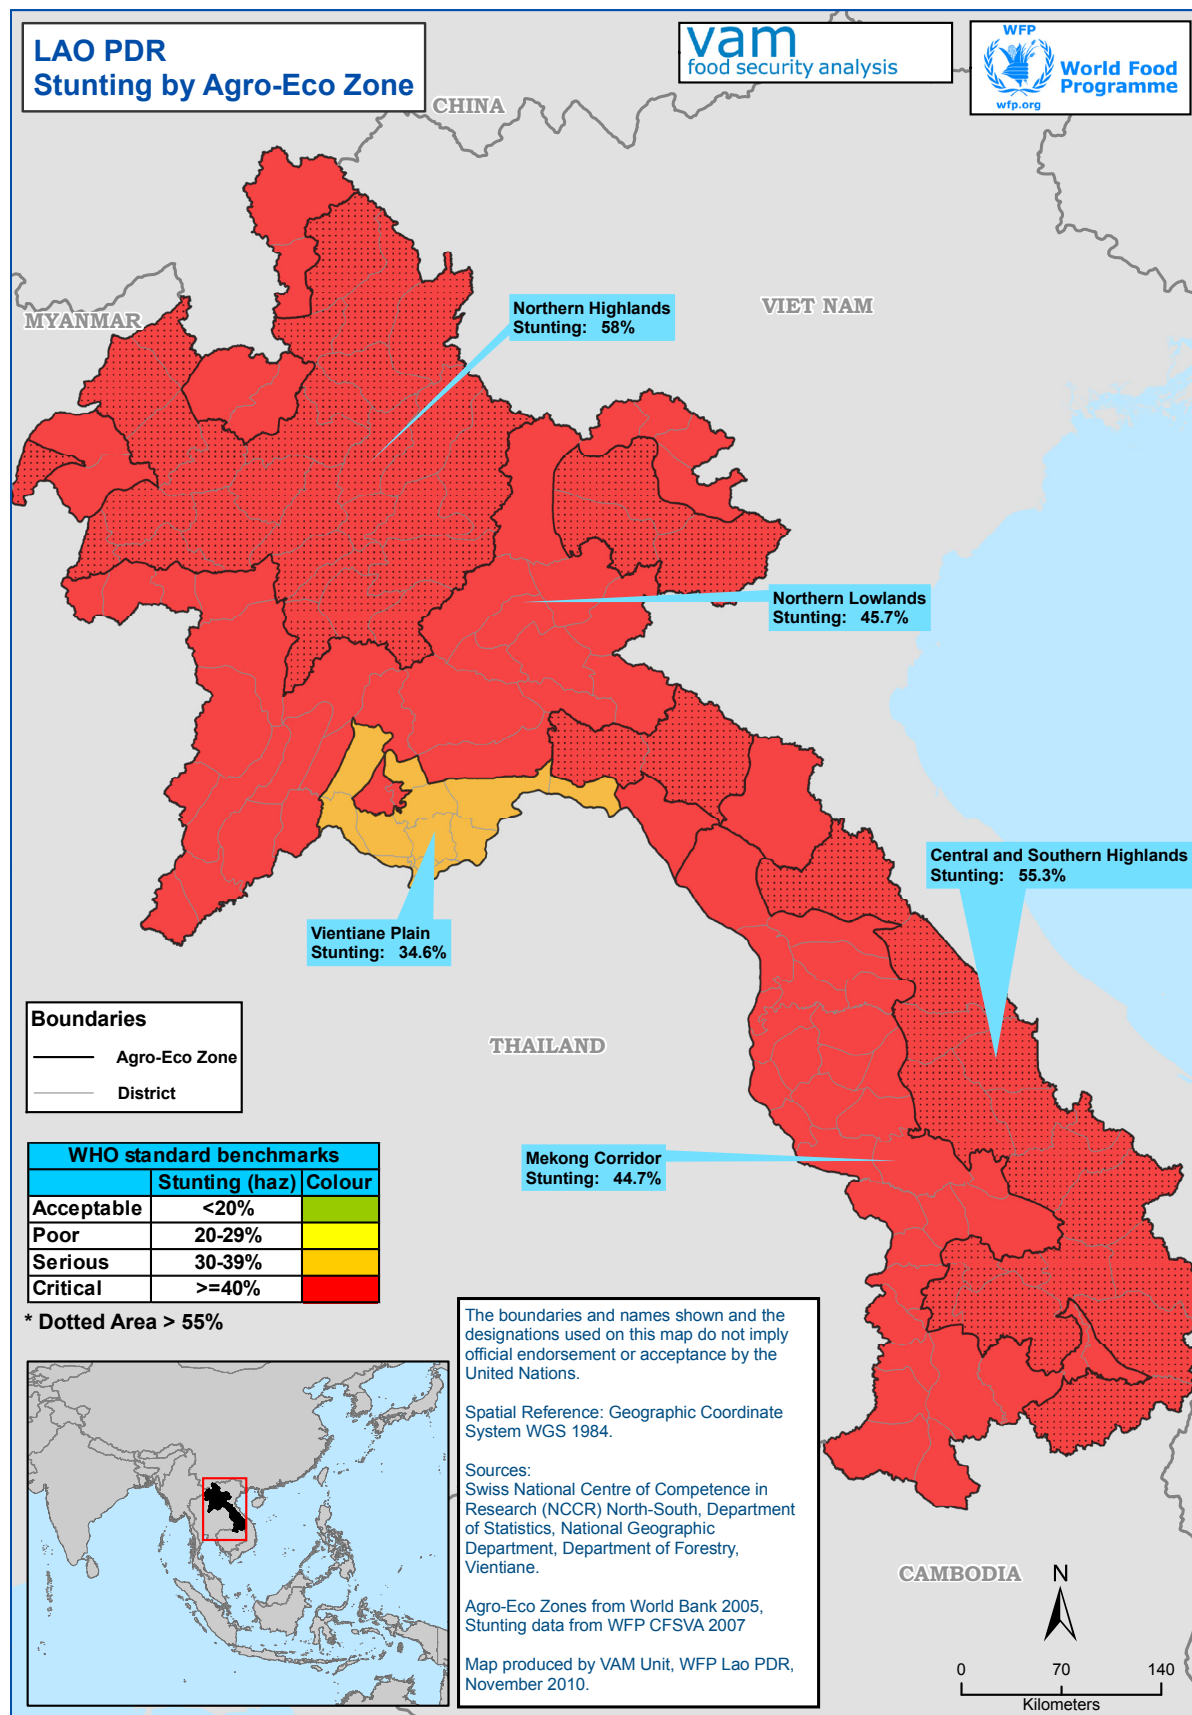 LAO PDR
Stunting by Agro-Eco Zone
vam
food security analysis
WFP
wfp.org
World Food
Programme
CHINA
MYANMAR
VIET NAM
Northern Highlands
Stunting: 58%
Northern Lowlands
Stunting: 45.7%
Central and Southern Highlands
Stunting: 55.3%
Vientiane Plain
Stunting: 34.6%
THAILAND
Mekong Corridor
Stunting: 44.7%
Boundaries
Agro-Eco Zone
District
WHO standard benchmarks
Stunting (haz) Colour
Acceptable <20%
Poor 20-29%
Serious 30-39%
Critical >=40%
* Dotted Area > 55%
The boundaries and names shown and the
designations used on this map do not imply
official endorsement or acceptance by the
United Nations.
Spatial Reference: Geographic Coordinate
System WGS 1984.
Sources:
Swiss National Centre of Competence in
Research (NCCR) North-South, Department
of Statistics, National Geographic
Department, Department of Forestry,
Vientiane.
Agro-Eco Zones from World Bank 2005,
Stunting data from WFP CFSVA 2007
Map produced by VAM Unit, WFP Lao PDR,
November 2010.
CAMBODIA
N
0 70 140
Kilometers